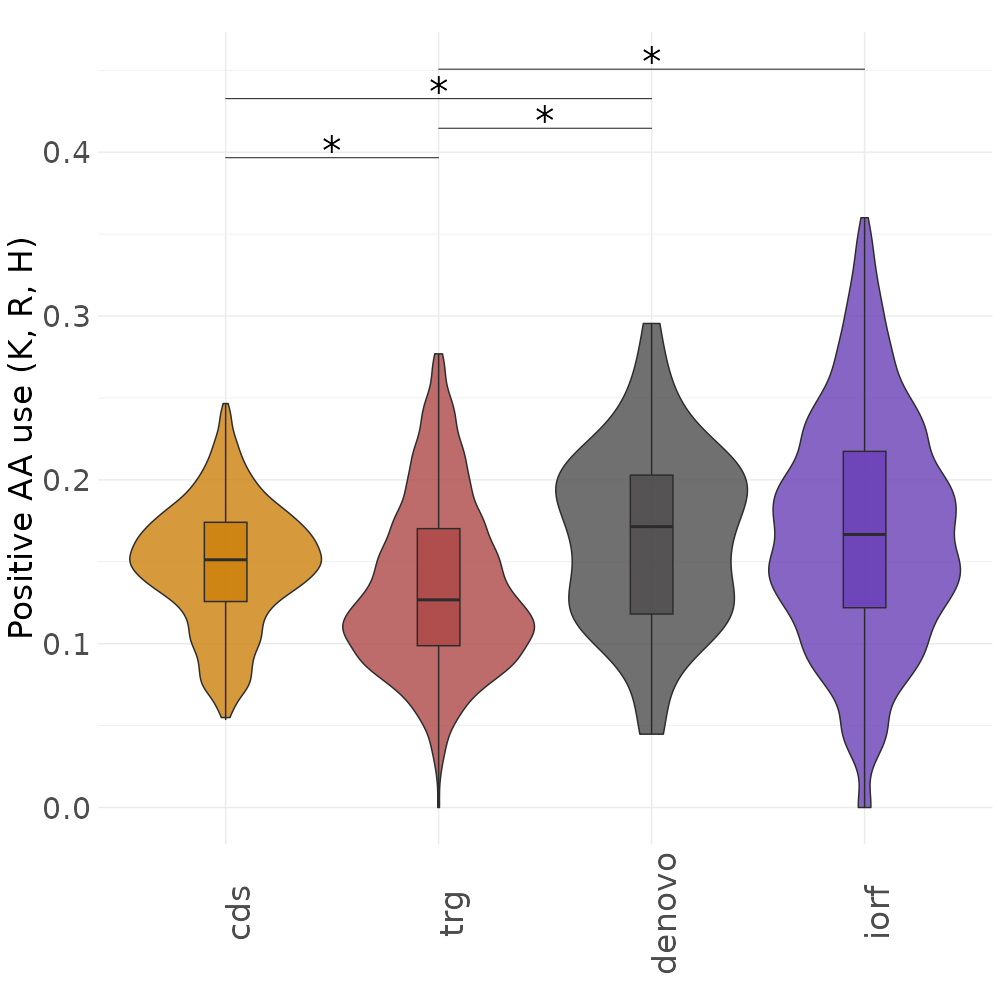 *
*
*
*
0.4
0.3
0.2
0.1
0.0
Positive AA use (K, R, H)
cds
trg
denovo
iorf